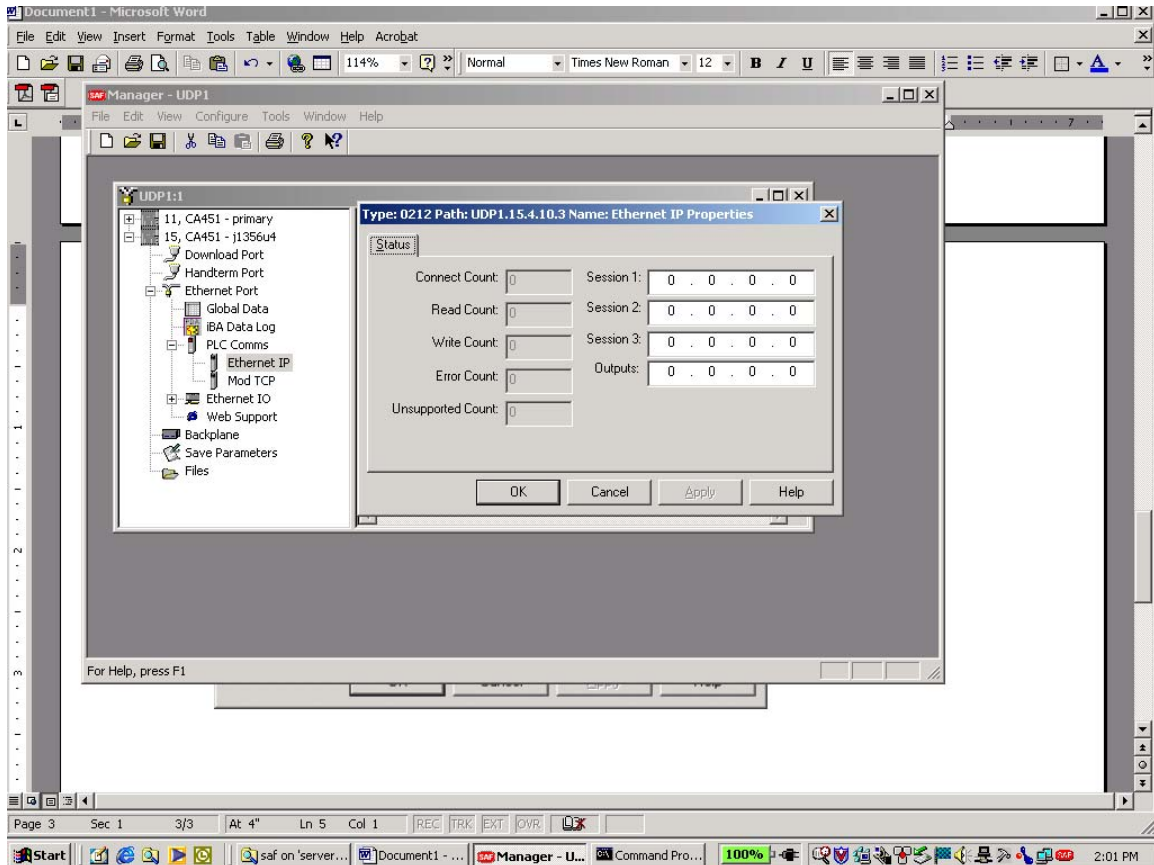 Document1 - Microsoft Word
File Edit View Insert Format Tools Table Window Help Acrobat
114% Normal Times New Roman 12 B I U A
SAF Manager - UDP1
File Edit View Configure Tools Window Help
7
UDP1:1
11, CA451 - primary
15, CA451 - j1356u4
Download Port
Handterm Port
Ethernet Port
Global Data
iBA Data Log
PLC Comms
Ethernet IP
Mod TCP
Ethernet IO
Web Support
Backplane
Save Parameters
Files
Type: 0212 Path: UDP1.15.4.10.3 Name: Ethernet IP Properties
Status
Connect Count: 0 Session 1: 0 . 0 . 0 . 0
Read Count: 0 Session 2: 0 . 0 . 0 . 0
Write Count: 0 Session 3: 0 . 0 . 0 . 0
Error Count: 0 Outputs: 0 . 0 . 0 . 0
Unsupported Count: 0
OK Cancel Apply Help
For Help, press F1
1
2
3
Page 3 Sec 1 3/3 At 4" Ln 5 Col 1 REC TRK EXT OVR
Start saf on 'server... Document1 - ... SAF Manager - U... Command Pro... 100% SAF 2:01 PM